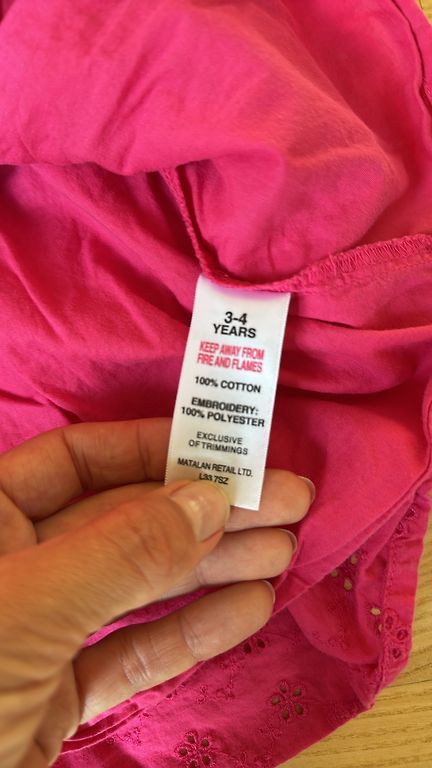 3-4
YEARS
KEEP AWAY FROM
FIRE AND FLAMES
100% COTTON
EMBROIDERY:
100% POLYESTER
EXCLUSIVE
OF TRIMMINGS
MATALAN RETAIL LTD.
L33 7SZ